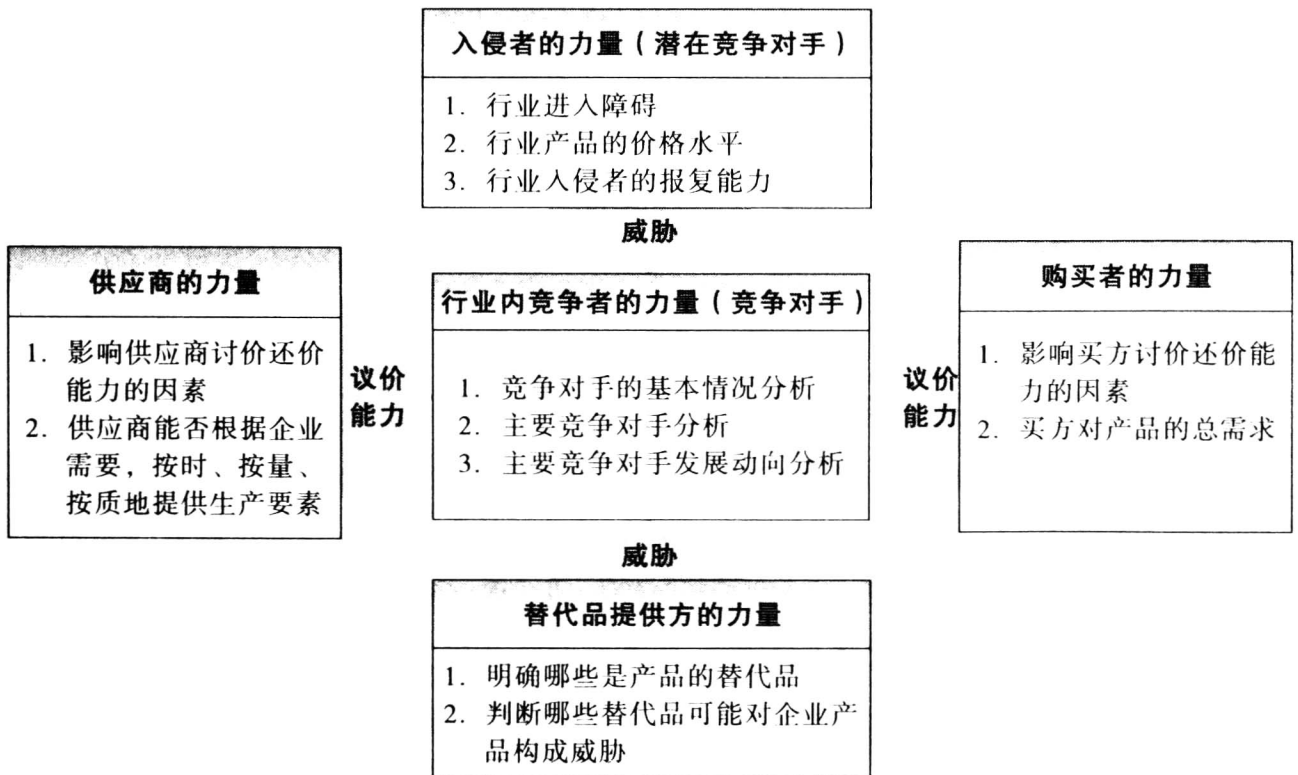 入侵者的力量（潜在竞争对手）
1. 行业进入障碍
2. 行业产品的价格水平
3. 行业入侵者的报复能力
威胁
供应商的力量
1. 影响供应商讨价还价
能力的因素
2. 供应商能否根据企业
需要，按时、按量、
按质地提供生产要素
议价
能力
行业内竞争者的力量（竞争对手）
1. 竞争对手的基本情况分析
2. 主要竞争对手分析
3. 主要竞争对手发展动向分析
议价
能力
购买者的力量
1. 影响买方讨价还价能
力的因素
2. 买方对产品的总需求
威胁
替代品提供方的力量
1. 明确哪些是产品的替代品
2. 判断哪些替代品可能对企业产
品构成威胁